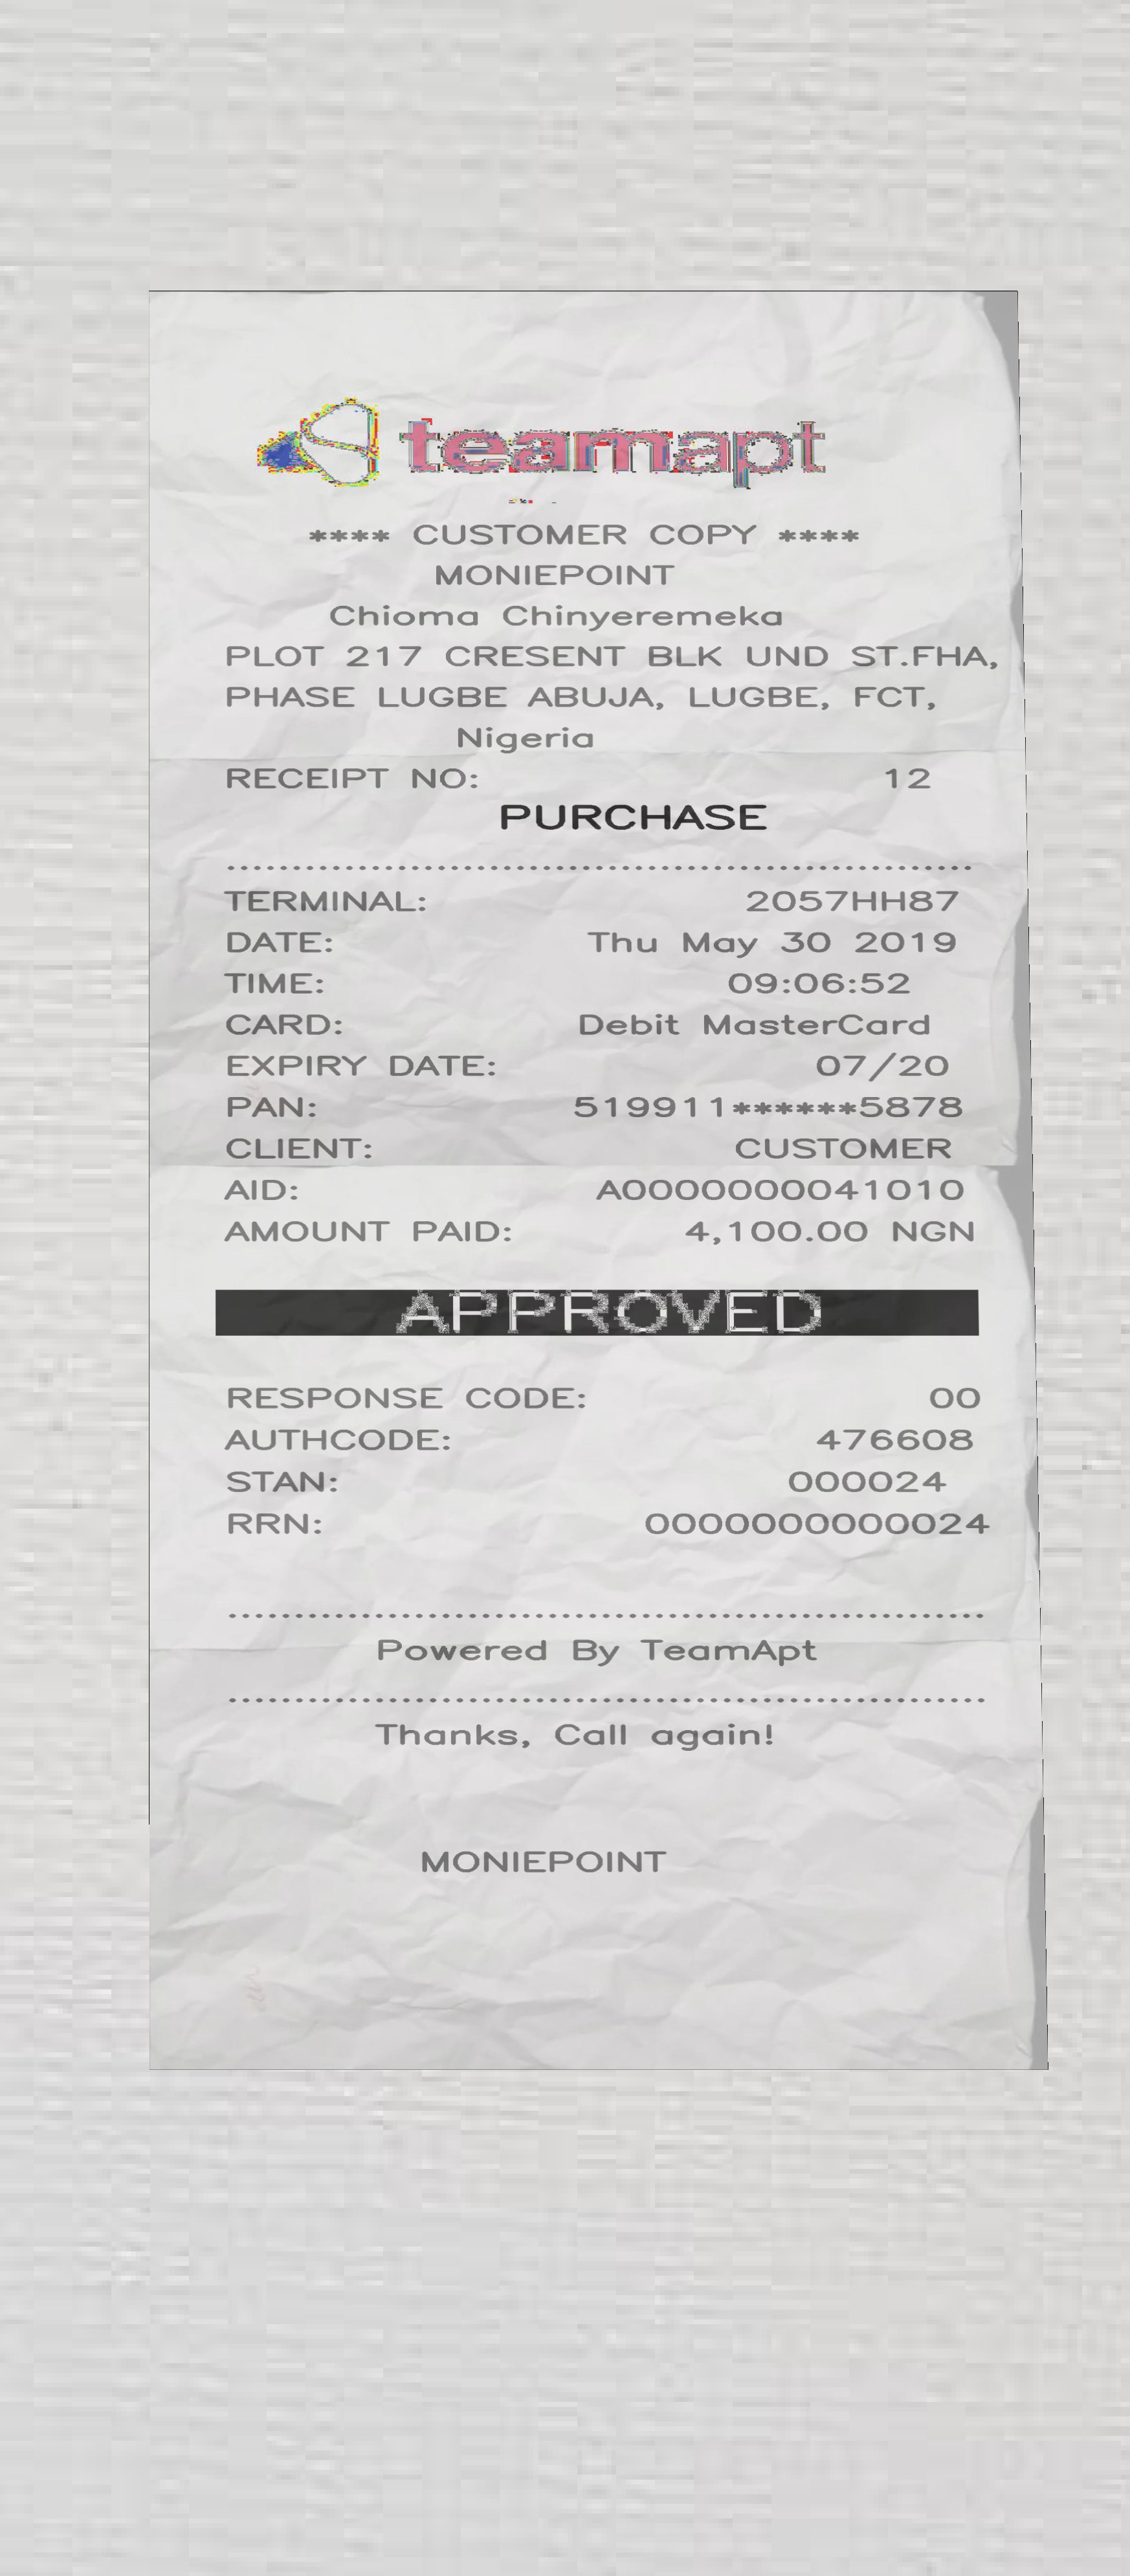 teamapt
**** CUSTOMER COPY ****
MONIEPOINT
Chioma Chinyeremeka
PLOT 217 CRESENT BLK UND ST.FHA,
PHASE LUGBE ABUJA, LUGBE, FCT,
Nigeria
RECEIPT NO: 12
PURCHASE
TERMINAL: 2057HH87
DATE: Thu May 30 2019
TIME: 09:06:52
CARD: Debit MasterCard
EXPIRY DATE: 07/20
PAN: 519911******5878
CLIENT: CUSTOMER
AID: A0000000041010
AMOUNT PAID: 4,100.00 NGN
APPROVED
RESPONSE CODE: 00
AUTHCODE: 476608
STAN: 000024
RRN: 0000000000024
Powered By TeamApt
Thanks, Call again!
MONIEPOINT